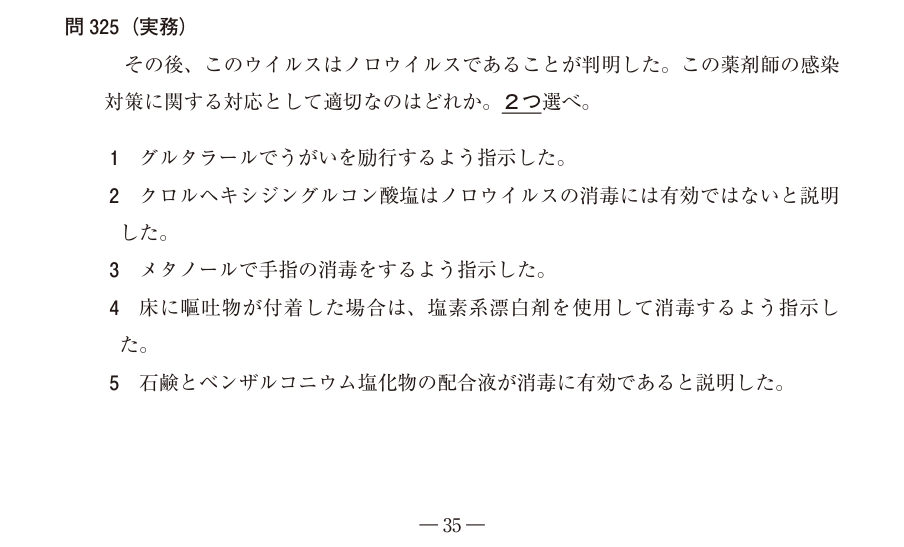 問 325（実務）
その後、このウイルスはノロウイルスであることが判明した。この薬剤師の感染
対策に関する対応として適切なのはどれか。２つ選べ。
1　グルタラールでうがいを励行するよう指示した。
2　クロルヘキシジングルコン酸塩はノロウイルスの消毒には有効ではないと説明
した。
3　メタノールで手指の消毒をするよう指示した。
4　床に嘔吐物が付着した場合は、塩素系漂白剤を使用して消毒するよう指示し
た。
5　石鹸とベンザルコニウム塩化物の配合液が消毒に有効であると説明した。
— 35 —